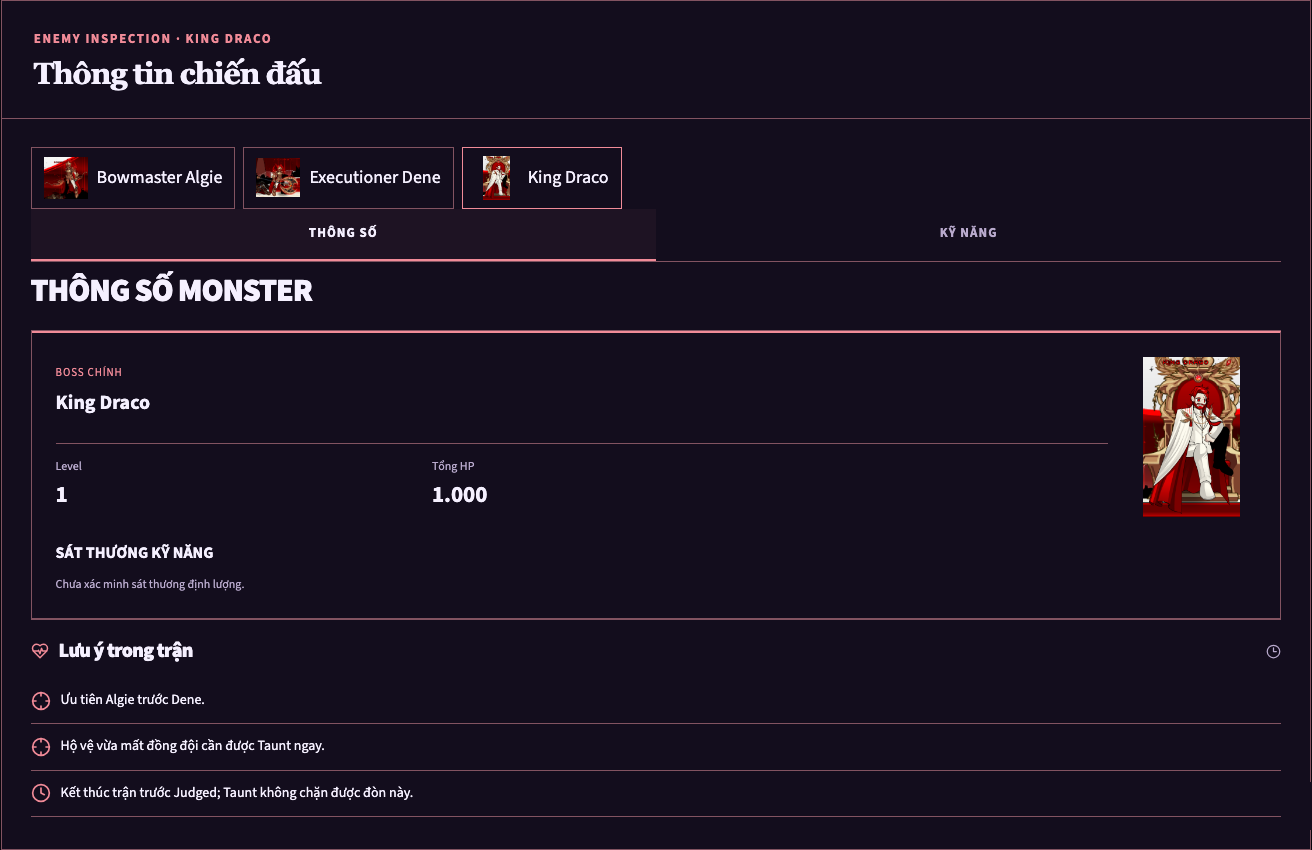 ENEMY INSPECTION · KING DRACO
Thông tin chiến đấu
Bowmaster Algie
Executioner Dene
King Draco
THÔNG SỐ
KỸ NĂNG
THÔNG SỐ MONSTER
BOSS CHÍNH
King Draco
Level
Tổng HP
1
1.000
SÁT THƯƠNG KỸ NĂNG
Chưa xác minh sát thương định lượng.
Lưu ý trong trận
Ưu tiên Algie trước Dene.
Hộ vệ vừa mất đồng đội cần được Taunt ngay.
Kết thúc trận trước Judged; Taunt không chặn được đòn này.